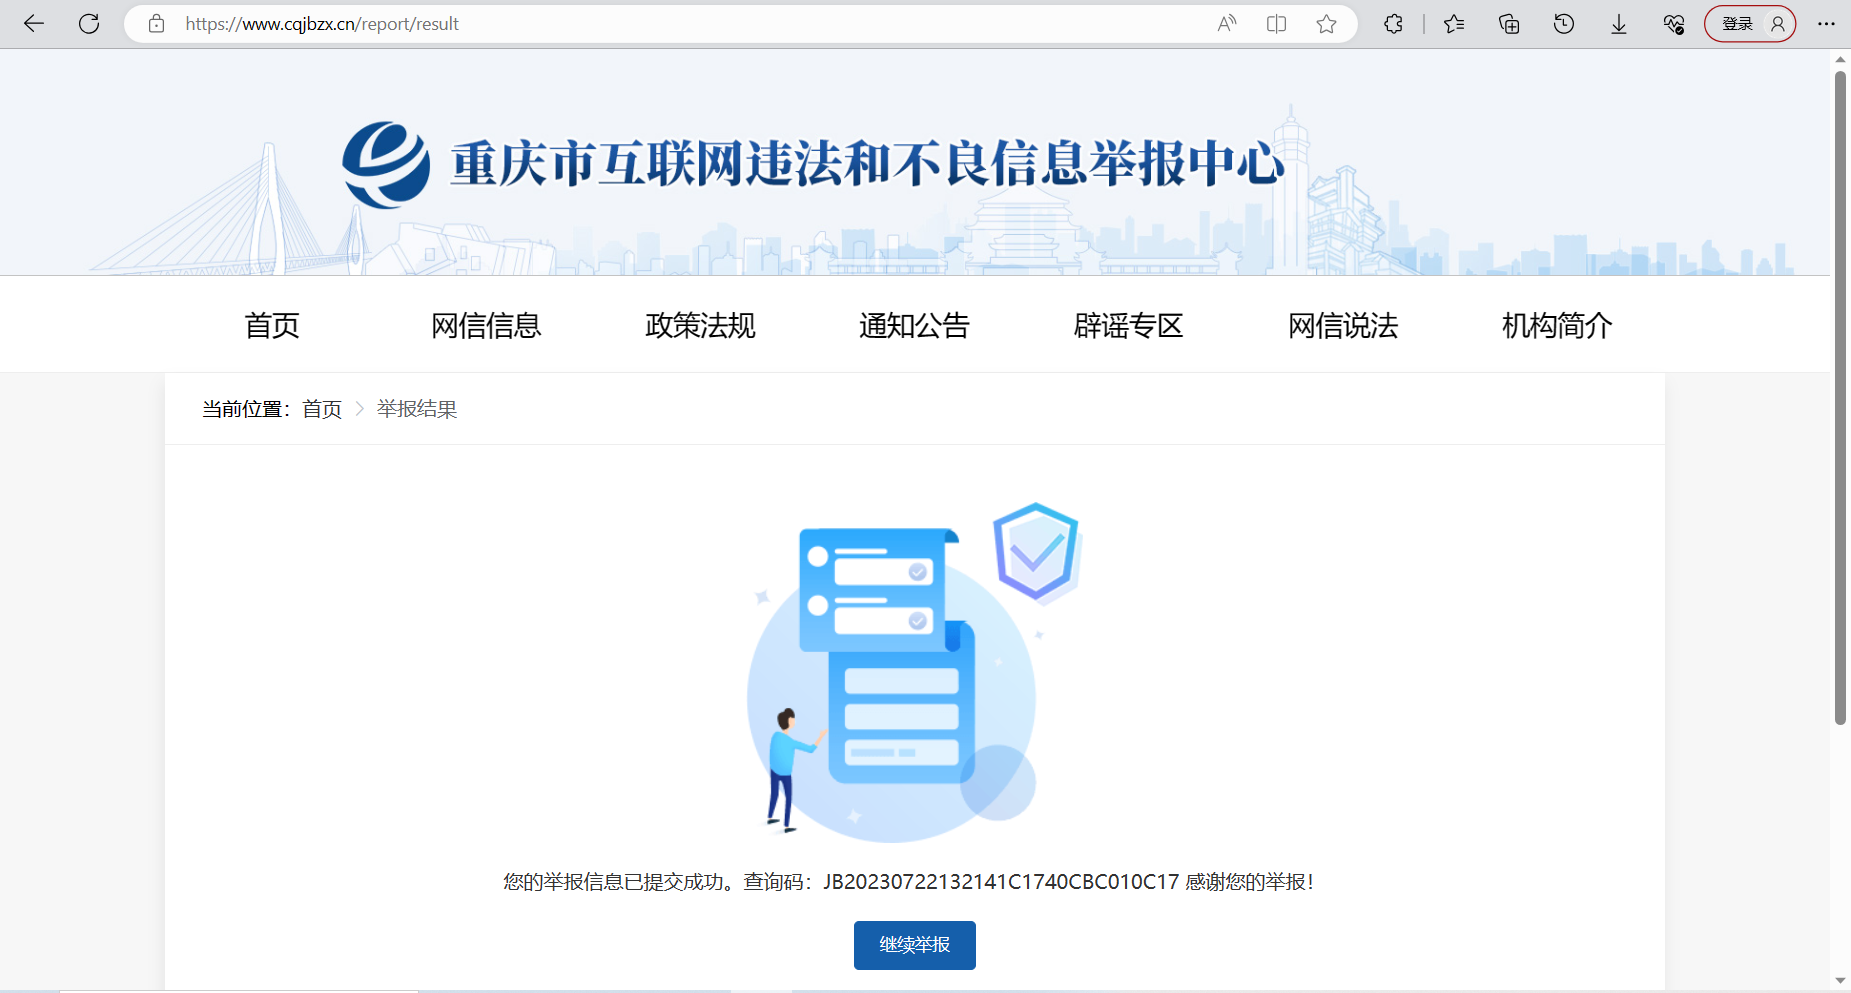 https://www.cqjbzx.cn/report/result
登录
重庆市互联网违法和不良信息举报中心
首页 网信信息 政策法规 通知公告 辟谣专区 网信说法 机构简介
当前位置：首页 > 举报结果
您的举报信息已提交成功。查询码：JB20230722132141C1740CBC010C17 感谢您的举报！
继续举报